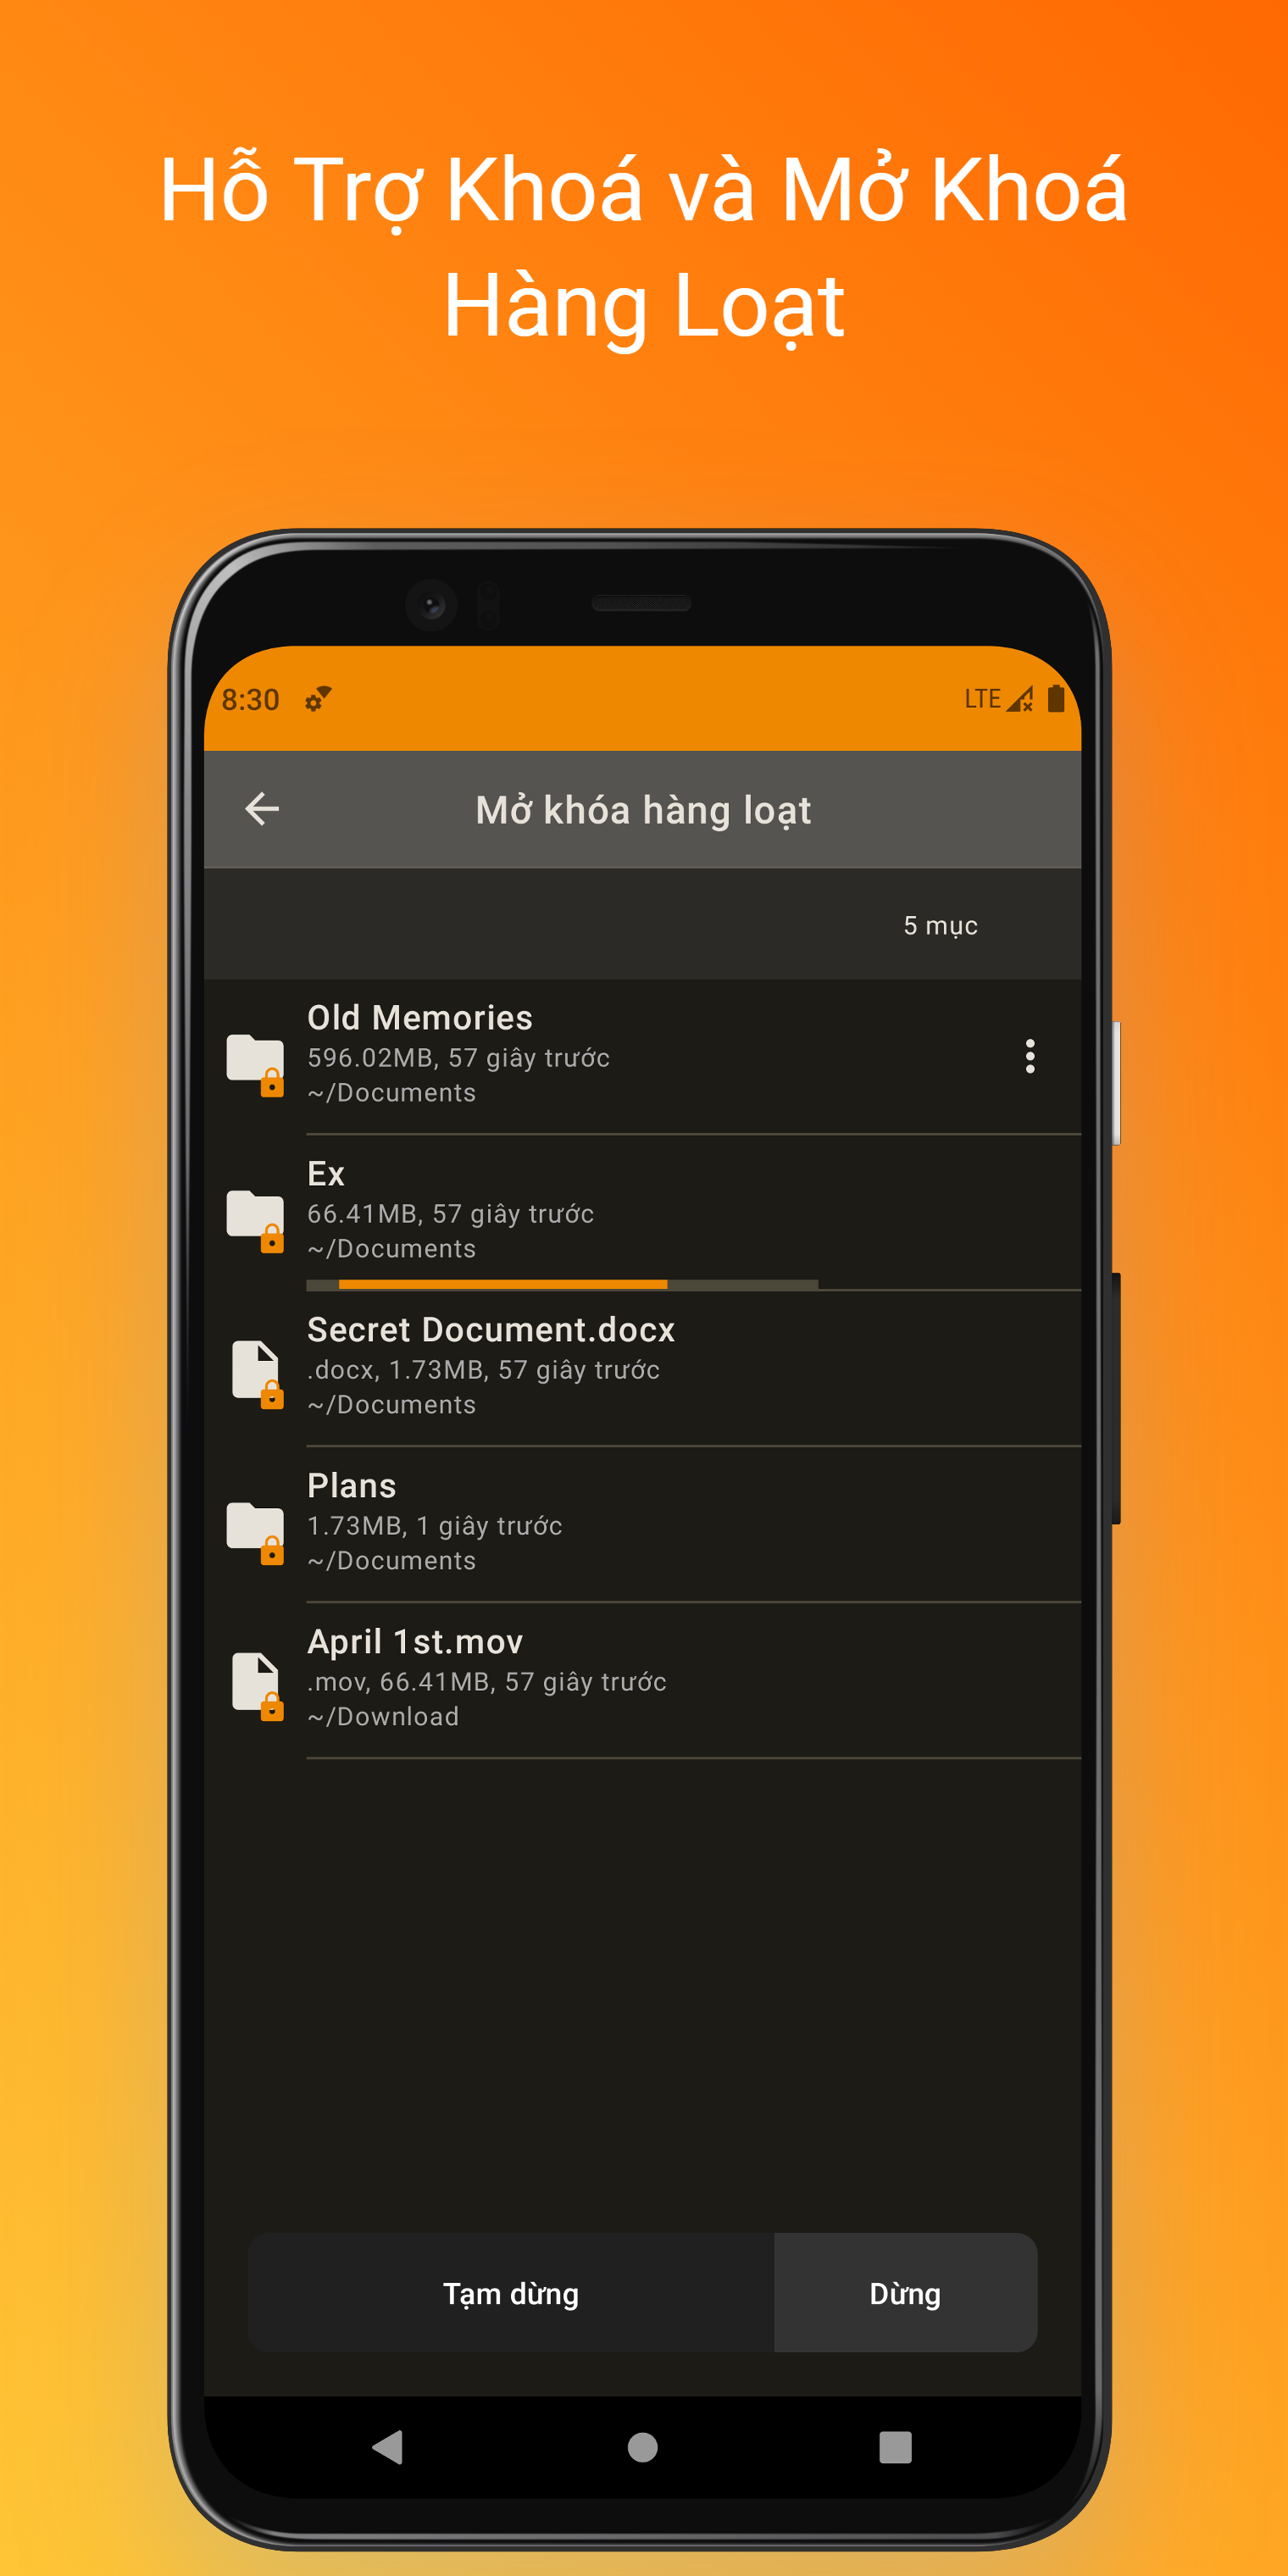 Hỗ Trợ Khoá và Mở Khoá
Hàng Loạt
8:30
LTE
Mở khóa hàng loạt
5 mục
Old Memories
596.02MB, 57 giây trước
~/Documents
Ex
66.41MB, 57 giây trước
~/Documents
Secret Document.docx
.docx, 1.73MB, 57 giây trước
~/Documents
Plans
1.73MB, 1 giây trước
~/Documents
April 1st.mov
.mov, 66.41MB, 57 giây trước
~/Download
Tạm dừng
Dừng